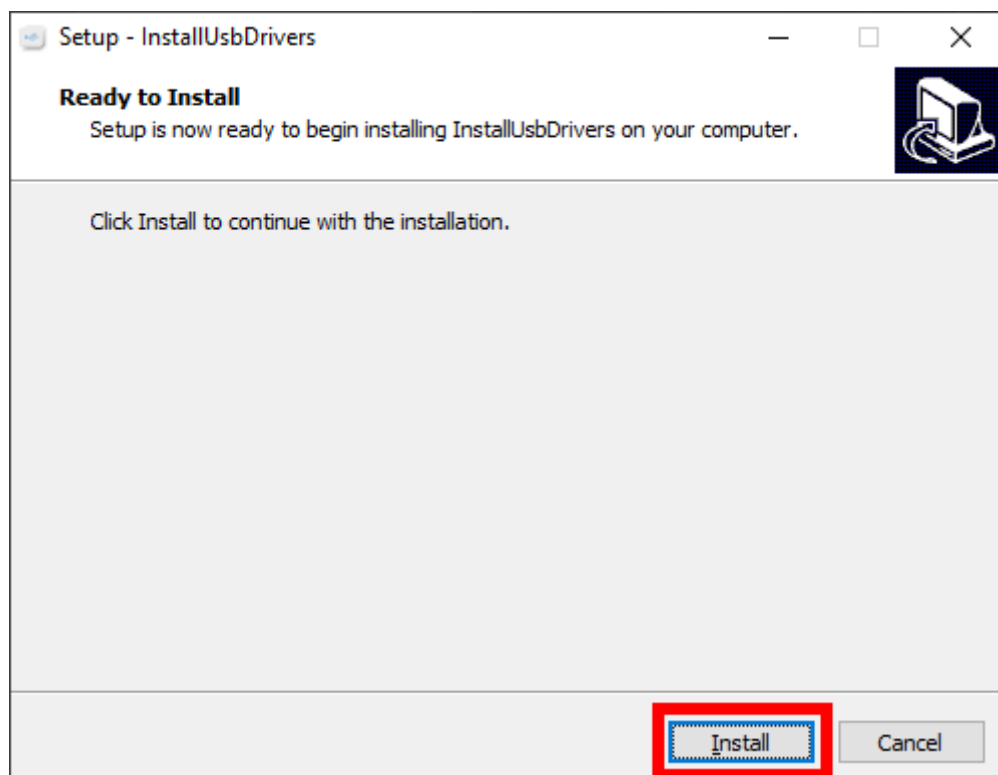 Setup - InstallUsbDrivers
Ready to Install
Setup is now ready to begin installing InstallUsbDrivers on your computer.
Click Install to continue with the installation.
Install
Cancel